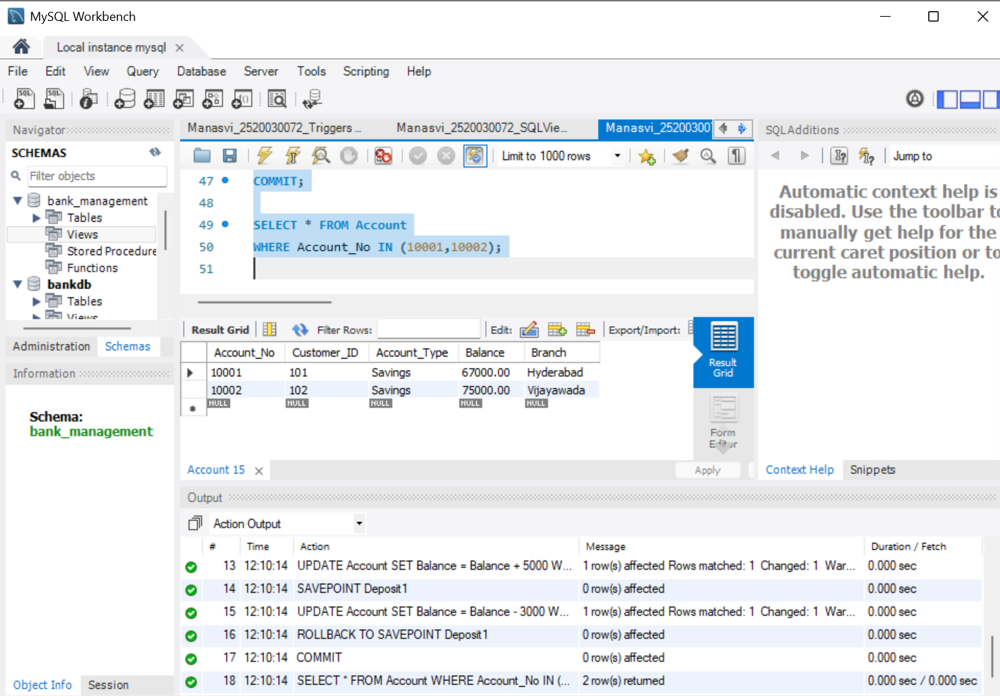 MySQL Workbench
Local instance mysql
File Edit View Query Database Server Tools Scripting Help
Navigator
SCHEMAS
Filter objects
bank_management
Tables
Views
Stored Procedure
Functions
bankdb
Tables
Views
Administration Schemas
Information
Schema:
bank_management
Object Info Session
Manasvi_2520030072_Triggers... Manasvi_2520030072_SQLVie... Manasvi_25200300
Limit to 1000 rows
47 COMMIT;
48
49 SELECT * FROM Account
50 WHERE Account_No IN (10001,10002);
51
Result Grid Filter Rows: Edit: Export/Import:
Account_No Customer_ID Account_Type Balance Branch
10001 101 Savings 67000.00 Hyderabad
10002 102 Savings 75000.00 Vijayawada
NULL NULL NULL NULL NULL
Result
Grid
Form
Editor
Account 15
Apply
SQLAdditions
Jump to
Automatic context help is
disabled. Use the toolbar to
manually get help for the
current caret position or to
toggle automatic help.
Context Help Snippets
Output
Action Output
# Time Action Message Duration / Fetch
13 12:10:14 UPDATE Account SET Balance = Balance + 5000 W... 1 row(s) affected Rows matched: 1 Changed: 1 War... 0.000 sec
14 12:10:14 SAVEPOINT Deposit1 0 row(s) affected 0.000 sec
15 12:10:14 UPDATE Account SET Balance = Balance - 3000 W... 1 row(s) affected Rows matched: 1 Changed: 1 War... 0.000 sec
16 12:10:14 ROLLBACK TO SAVEPOINT Deposit1 0 row(s) affected 0.000 sec
17 12:10:14 COMMIT 0 row(s) affected 0.000 sec
18 12:10:14 SELECT * FROM Account WHERE Account_No IN (... 2 row(s) returned 0.000 sec / 0.000 sec